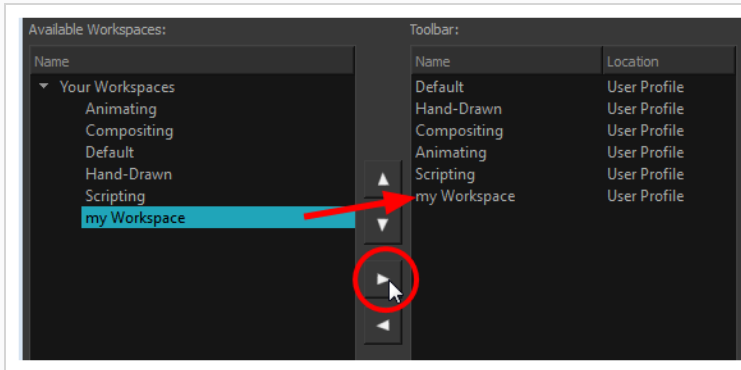 Available Workspaces:
Name
Your Workspaces
Animating
Compositing
Default
Hand-Drawn
Scripting
my Workspace
Toolbar:
Name Location
Default User Profile
Hand-Drawn User Profile
Compositing User Profile
Animating User Profile
Scripting User Profile
my Workspace User Profile